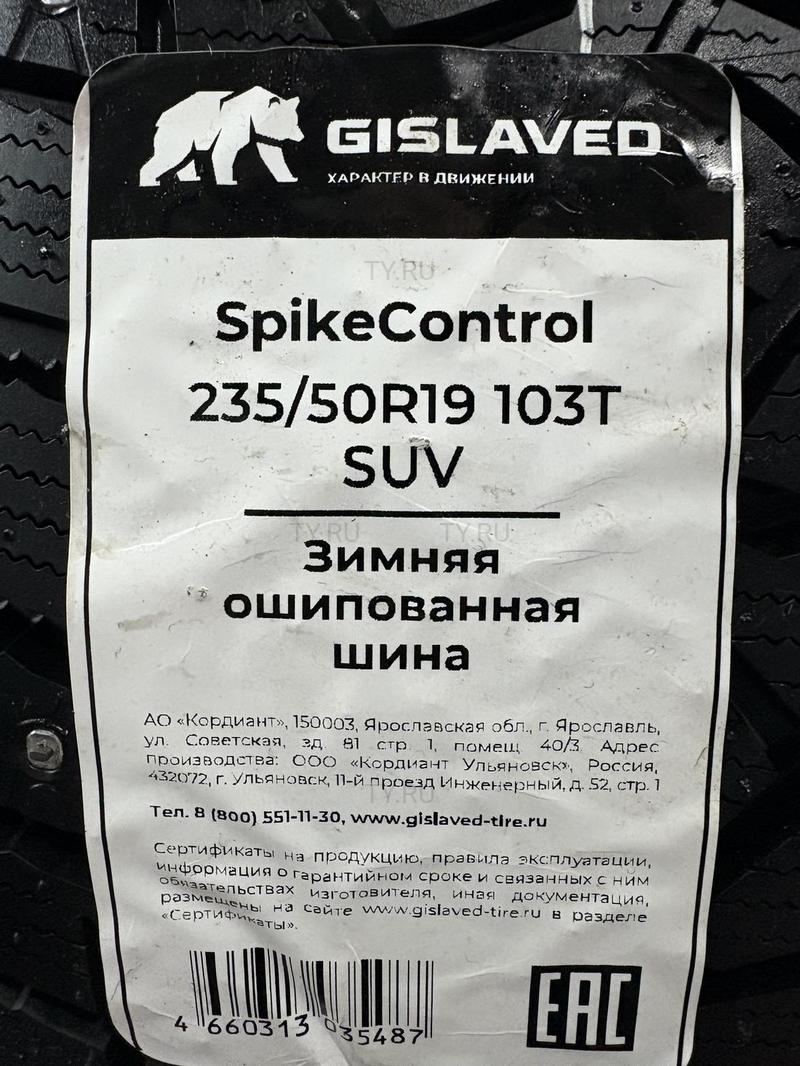 GISLAVED
ХАРАКТЕР В ДВИЖЕНИИ
TY.RU
SpikeControl
235/50R19 103T
SUV
TY.RU TY.RU
Зимняя
ошипованная
шина
АО «Кордиант», 150003, Ярославская обл., г. Ярославль,
ул. Советская, зд. 81 стр. 1, помещ. 40/3. Адрес
производства: ООО «Кордиант Ульяновск», Россия,
432072, г. Ульяновск, 11-й проезд Инженерный, д. 52, стр. 1
TY.RU
Тел. 8 (800) 551-11-30, www.gislaved-tire.ru
Сертификаты на продукцию, правила эксплуатации,
информация о гарантийном сроке и связанных с ним
обязательствах изготовителя, иная документация,
размещены на сайте www.gislaved-tire.ru в разделе
«Сертификаты».
4 660313 035487
EAC